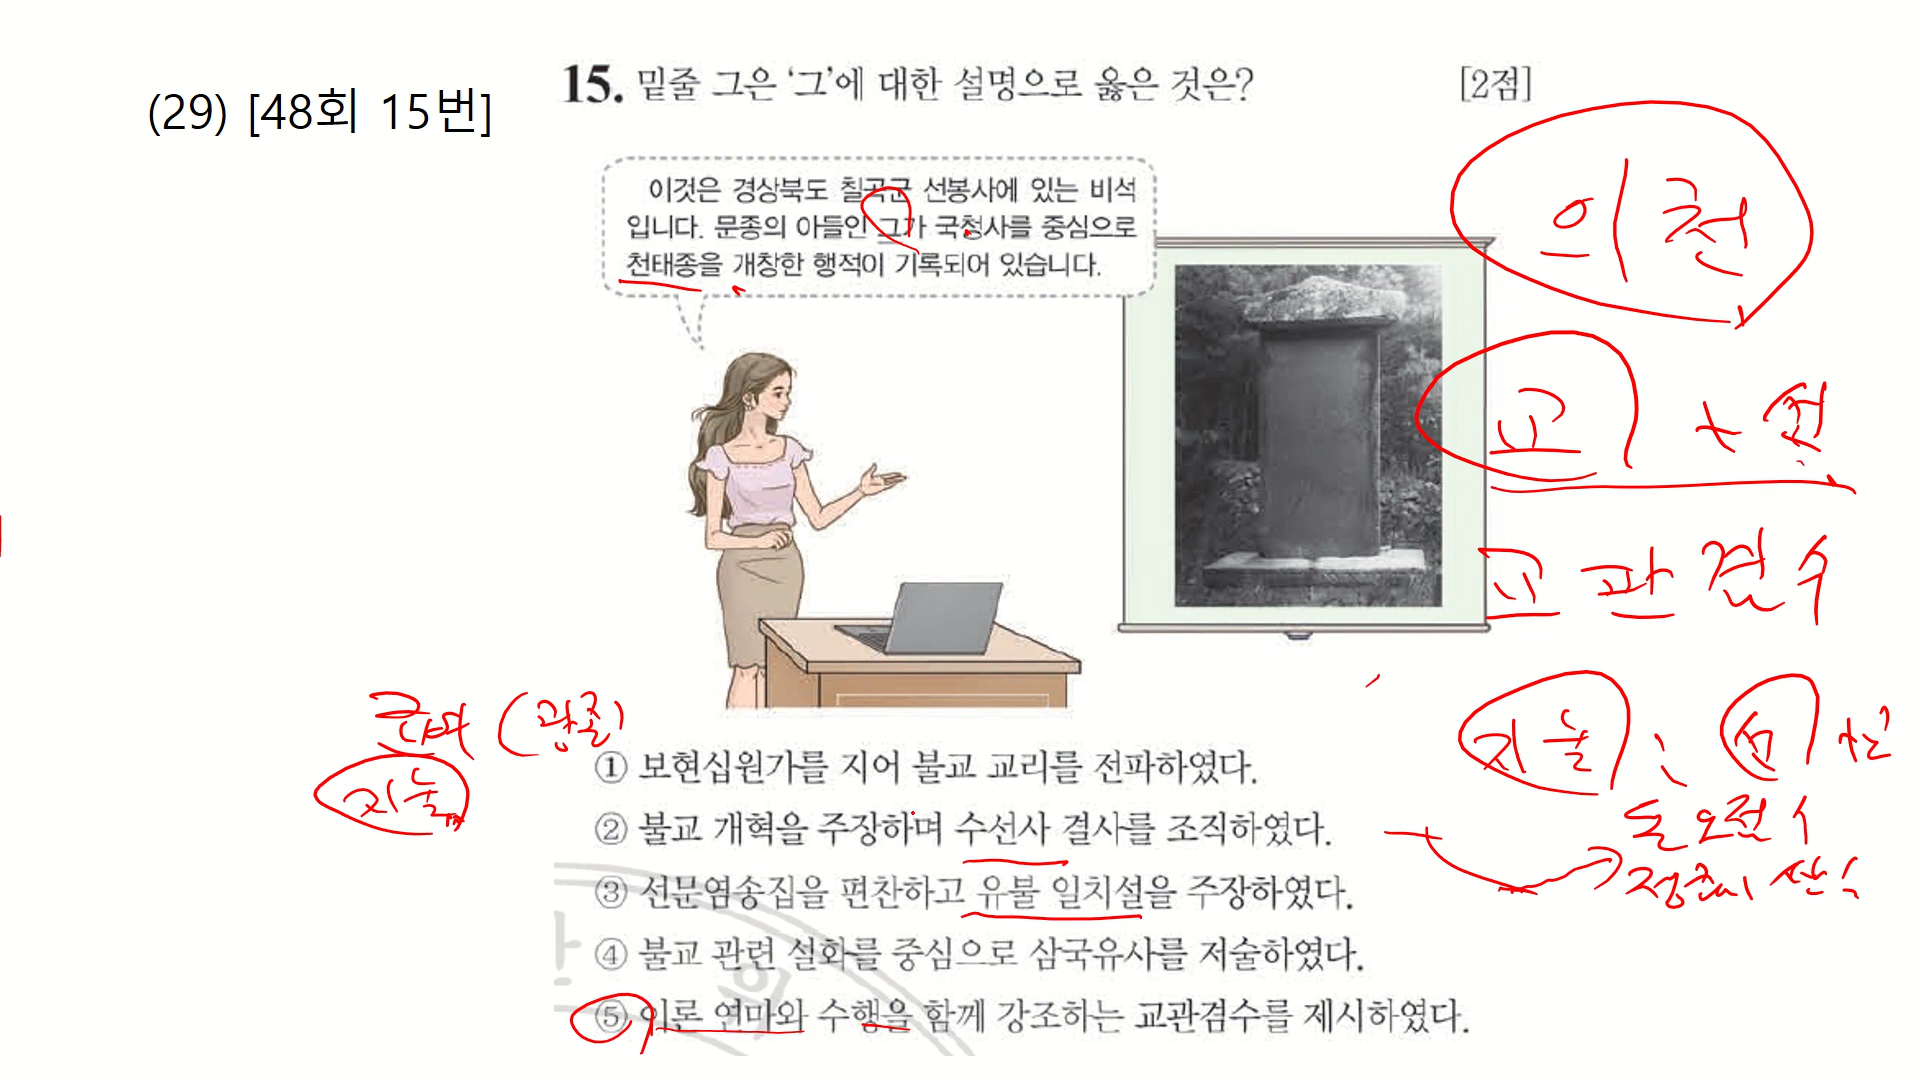 (29) [48회 15번]
15. 밑줄 그은 ‘그’에 대한 설명으로 옳은 것은? [2점]
이것은 경상북도 칠곡군 선봉사에 있는 비석
입니다. 문종의 아들인 그가 국청사를 중심으로
천태종을 개창한 행적이 기록되어 있습니다.
의천
교 + 선
교관겸수
지눌 : 선
돈오점수
균여 (광종)
지눌
① 보현십원가를 지어 불교 교리를 전파하였다.
② 불교 개혁을 주장하며 수선사 결사를 조직하였다.
③ 선문염송집을 편찬하고 유불 일치설을 주장하였다.
④ 불교 관련 설화를 중심으로 삼국유사를 저술하였다.
⑤ 이론 연마와 수행을 함께 강조하는 교관겸수를 제시하였다.